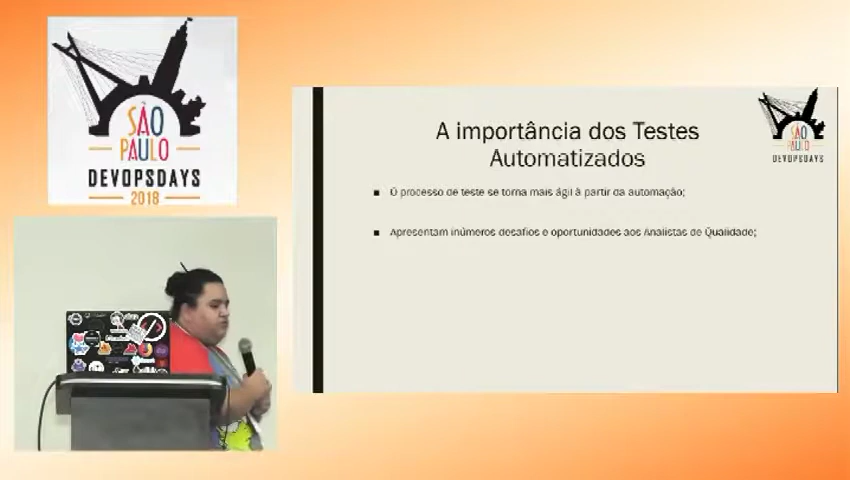 SÃO
PAULO
DEVOPSDAYS
2018
A importância dos Testes
Automatizados
O processo de teste se torna mais ágil à partir da automação;
Apresentam inúmeros desafios e oportunidades aos Analistas de Qualidade;
SÃO
PAULO
DEVOPSDAYS